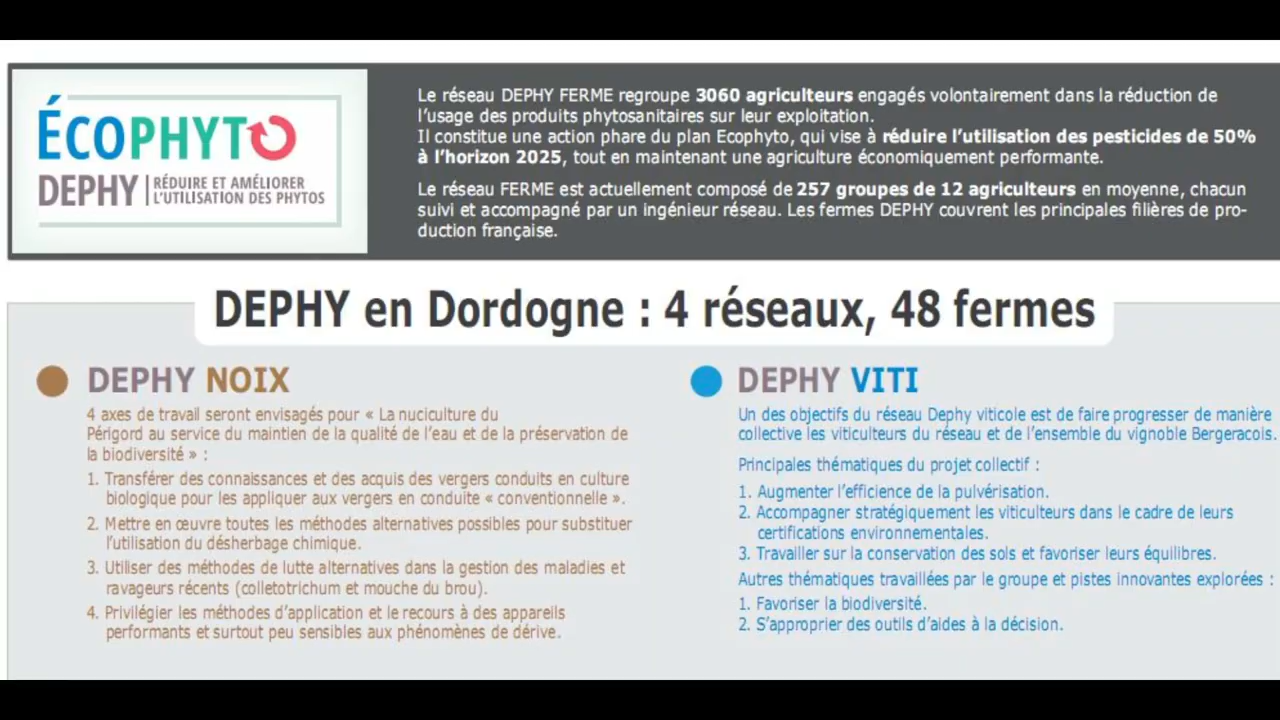 ÉCOPHYTO
DEPHY
RÉDUIRE ET AMÉLIORER
L'UTILISATION DES PHYTOS
Le réseau DEPHY FERME regroupe 3060 agriculteurs engagés volontairement dans la réduction de
l'usage des produits phytosanitaires sur leur exploitation.
Il constitue une action phare du plan Ecophyto, qui vise à réduire l'utilisation des pesticides de 50%
à l'horizon 2025, tout en maintenant une agriculture économiquement performante.
Le réseau FERME est actuellement composé de 257 groupes de 12 agriculteurs en moyenne, chacun
suivi et accompagné par un ingénieur réseau. Les fermes DEPHY couvrent les principales filières de pro-
duction française.
DEPHY en Dordogne : 4 réseaux, 48 fermes
DEPHY NOIX
4 axes de travail seront envisagés pour « La nuciculture du
Périgord au service du maintien de la qualité de l'eau et de la préservation de
la biodiversité » :
1. Transférer des connaissances et des acquis des vergers conduits en culture
biologique pour les appliquer aux vergers en conduite « conventionnelle ».
2. Mettre en œuvre toutes les méthodes alternatives possibles pour substituer
l'utilisation du désherbage chimique.
3. Utiliser des méthodes de lutte alternatives dans la gestion des maladies et
ravageurs récents (colletotrichum et mouche du brou).
4. Privilégier les méthodes d'application et le recours à des appareils
performants et surtout peu sensibles aux phénomènes de dérive.
DEPHY VITI
Un des objectifs du réseau Dephy viticole est de faire progresser de manière
collective les viticulteurs du réseau et de l'ensemble du vignoble Bergeracois.
Principales thématiques du projet collectif :
1. Augmenter l'efficience de la pulvérisation.
2. Accompagner stratégiquement les viticulteurs dans le cadre de leurs
certifications environnementales.
3. Travailler sur la conservation des sols et favoriser leurs équilibres.
Autres thématiques travaillées par le groupe et pistes innovantes explorées :
1. Favoriser la biodiversité.
2. S'approprier des outils d'aides à la décision.